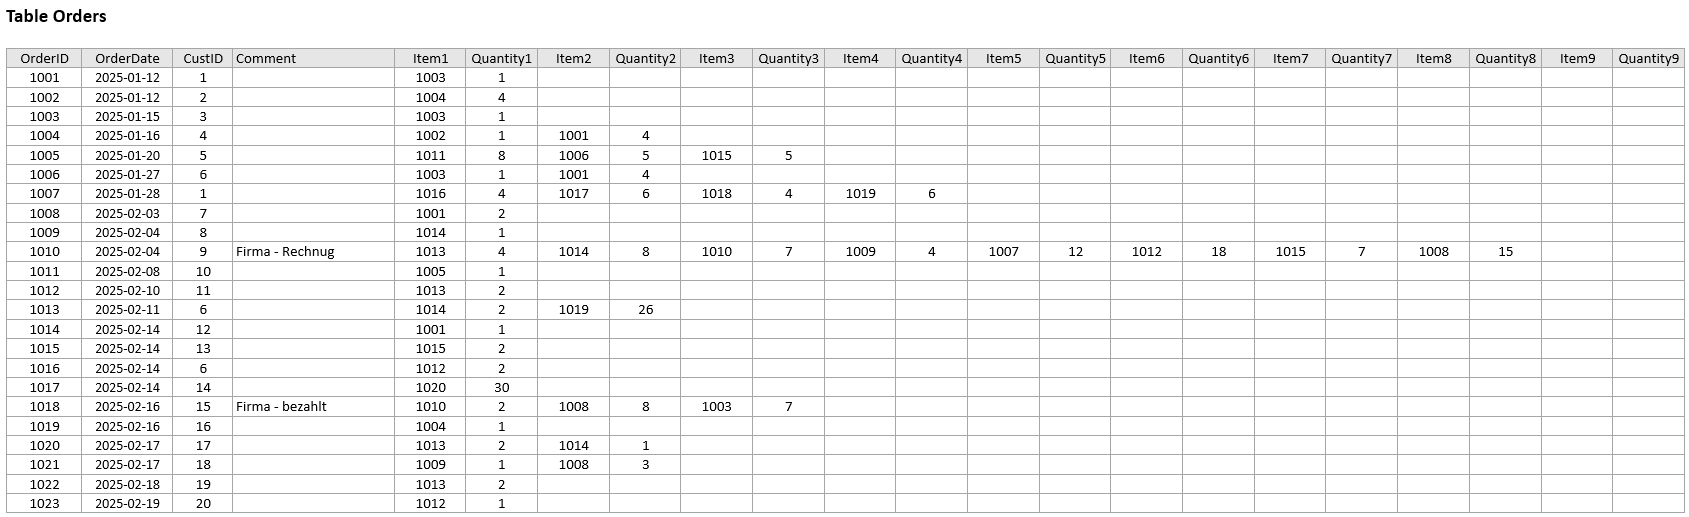 Table Orders
OrderID OrderDate CustID Comment Item1 Quantity1 Item2 Quantity2 Item3 Quantity3 Item4 Quantity4 Item5 Quantity5 Item6 Quantity6 Item7 Quantity7 Item8 Quantity8 Item9 Quantity9
1001 2025-01-12 1 1003 1
1002 2025-01-12 2 1004 4
1003 2025-01-15 3 1003 1
1004 2025-01-16 4 1002 1 1001 4
1005 2025-01-20 5 1011 8 1006 5 1015 5
1006 2025-01-27 6 1003 1 1001 4
1007 2025-01-28 1 1016 4 1017 6 1018 4 1019 6
1008 2025-02-03 7 1001 2
1009 2025-02-04 8 1014 1
1010 2025-02-04 9 Firma - Rechnug 1013 4 1014 8 1010 7 1009 4 1007 12 1012 18 1015 7 1008 15
1011 2025-02-08 10 1005 1
1012 2025-02-10 11 1013 2
1013 2025-02-11 6 1014 2 1019 26
1014 2025-02-14 12 1001 1
1015 2025-02-14 13 1015 2
1016 2025-02-14 6 1012 2
1017 2025-02-14 14 1020 30
1018 2025-02-16 15 Firma - bezahlt 1010 2 1008 8 1003 7
1019 2025-02-16 16 1004 1
1020 2025-02-17 17 1013 2 1014 1
1021 2025-02-17 18 1009 1 1008 3
1022 2025-02-18 19 1013 2
1023 2025-02-19 20 1012 1